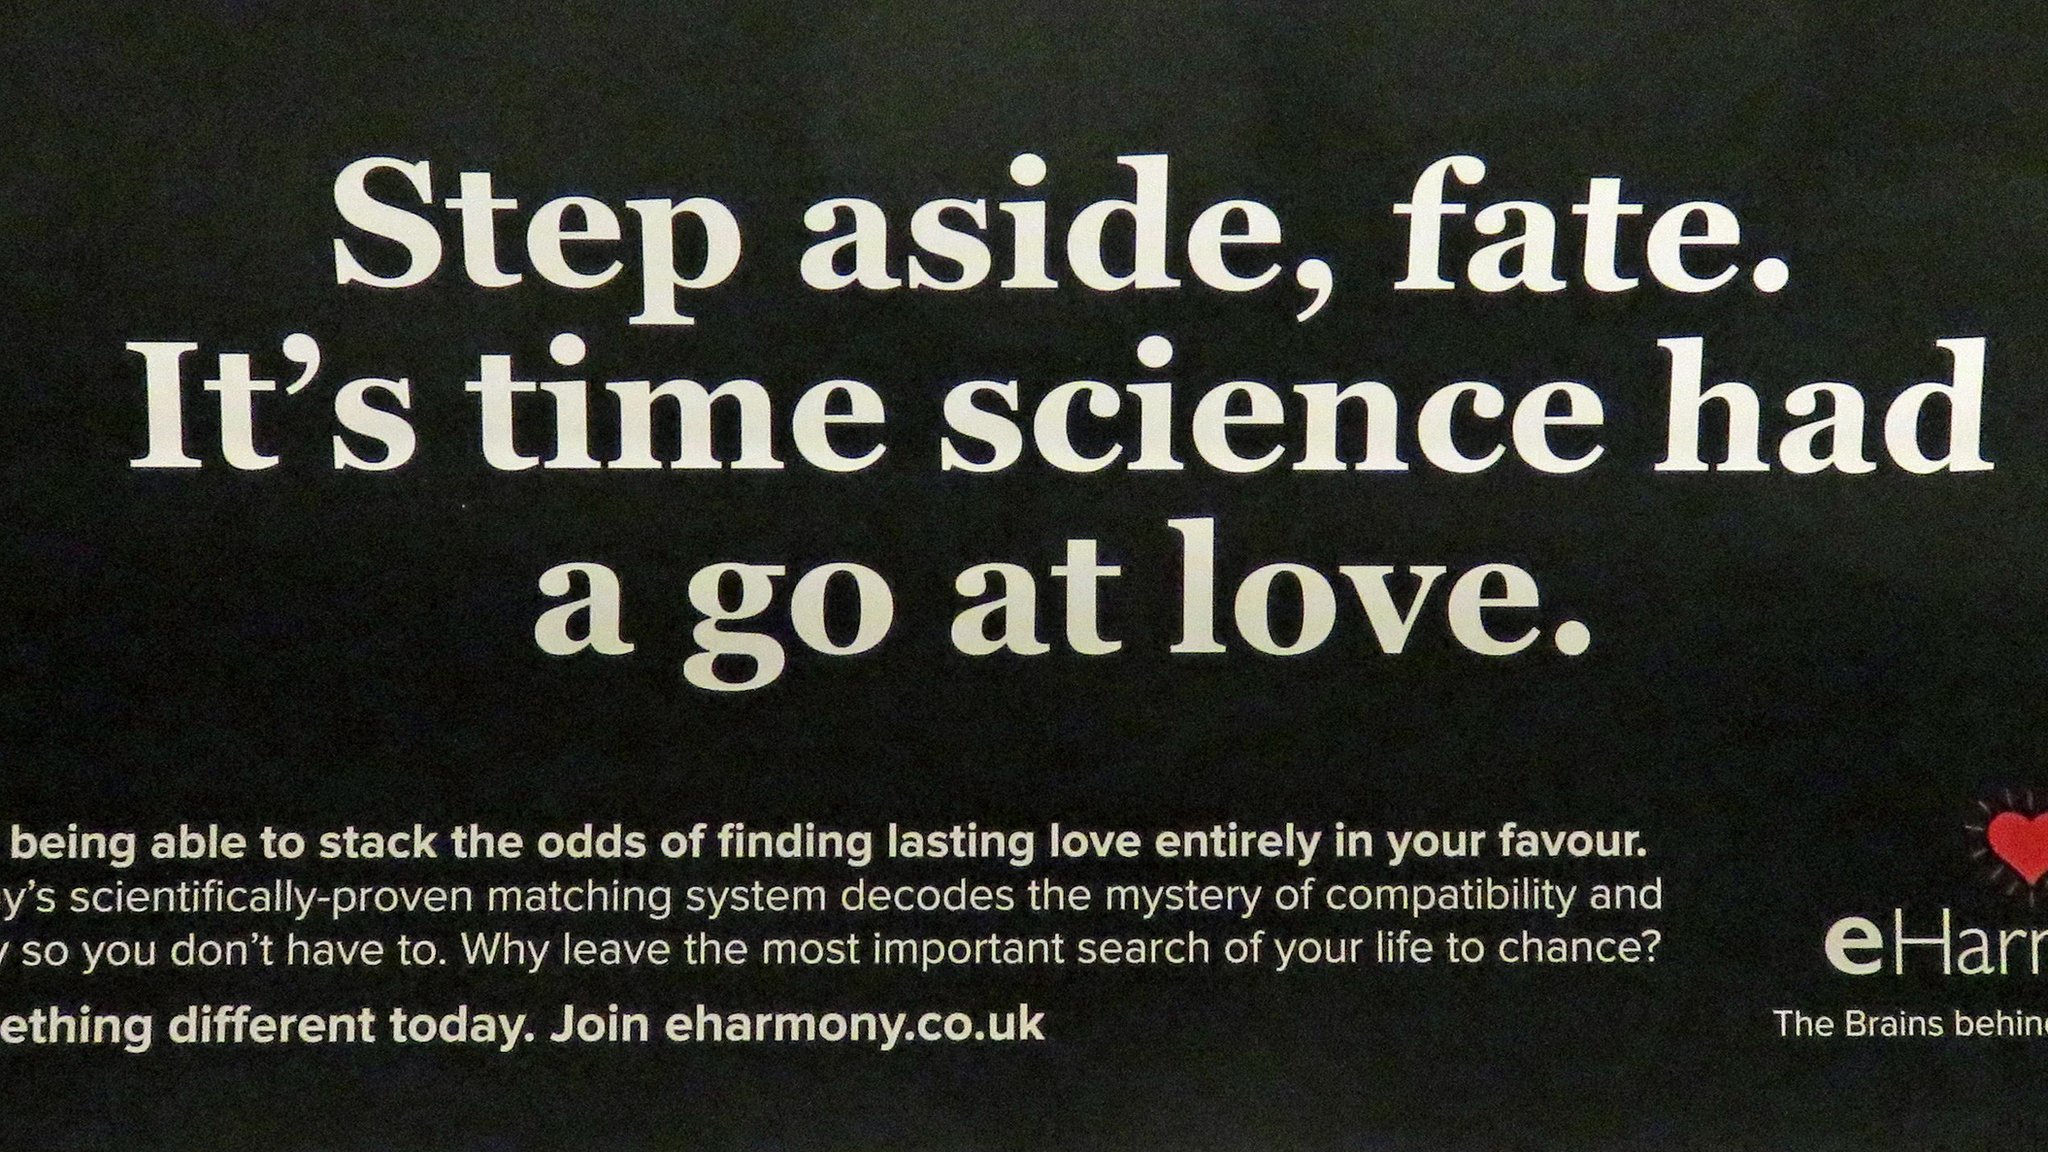 Step aside, fate.
It's time science had
a go at love.
being able to stack the odds of finding lasting love entirely in your favour.
y's scientifically-proven matching system decodes the mystery of compatibility and
y so you don't have to. Why leave the most important search of your life to chance?
ething different today. Join eharmony.co.uk
eHarm
The Brains behind